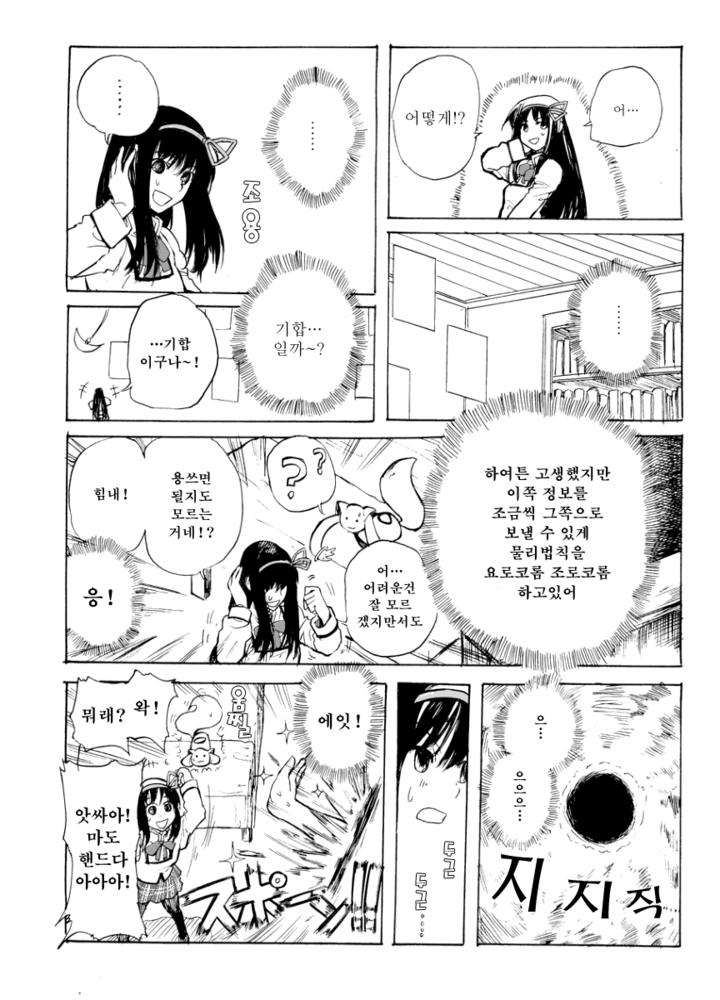 어…
어떻게!?
……
……
조용
……
기합…
일까~?
…기합
이구나~!
하여튼 고생했지만
이쪽 정보를
조금씩 그쪽으로
보낼 수 있게
물리법칙을
요로코롬 조로코롬
하고있어
??
어…
어려운건
잘 모르
겠지만서도
용쓰면
될지도
모르는
거네!?
힘내!
응!
으…
으으으…
지지직
두근
두근…
에잇!
スポーッ!!!
움찔
왁!
뭐래?
앗싸아!
마도
핸드다
아아아!